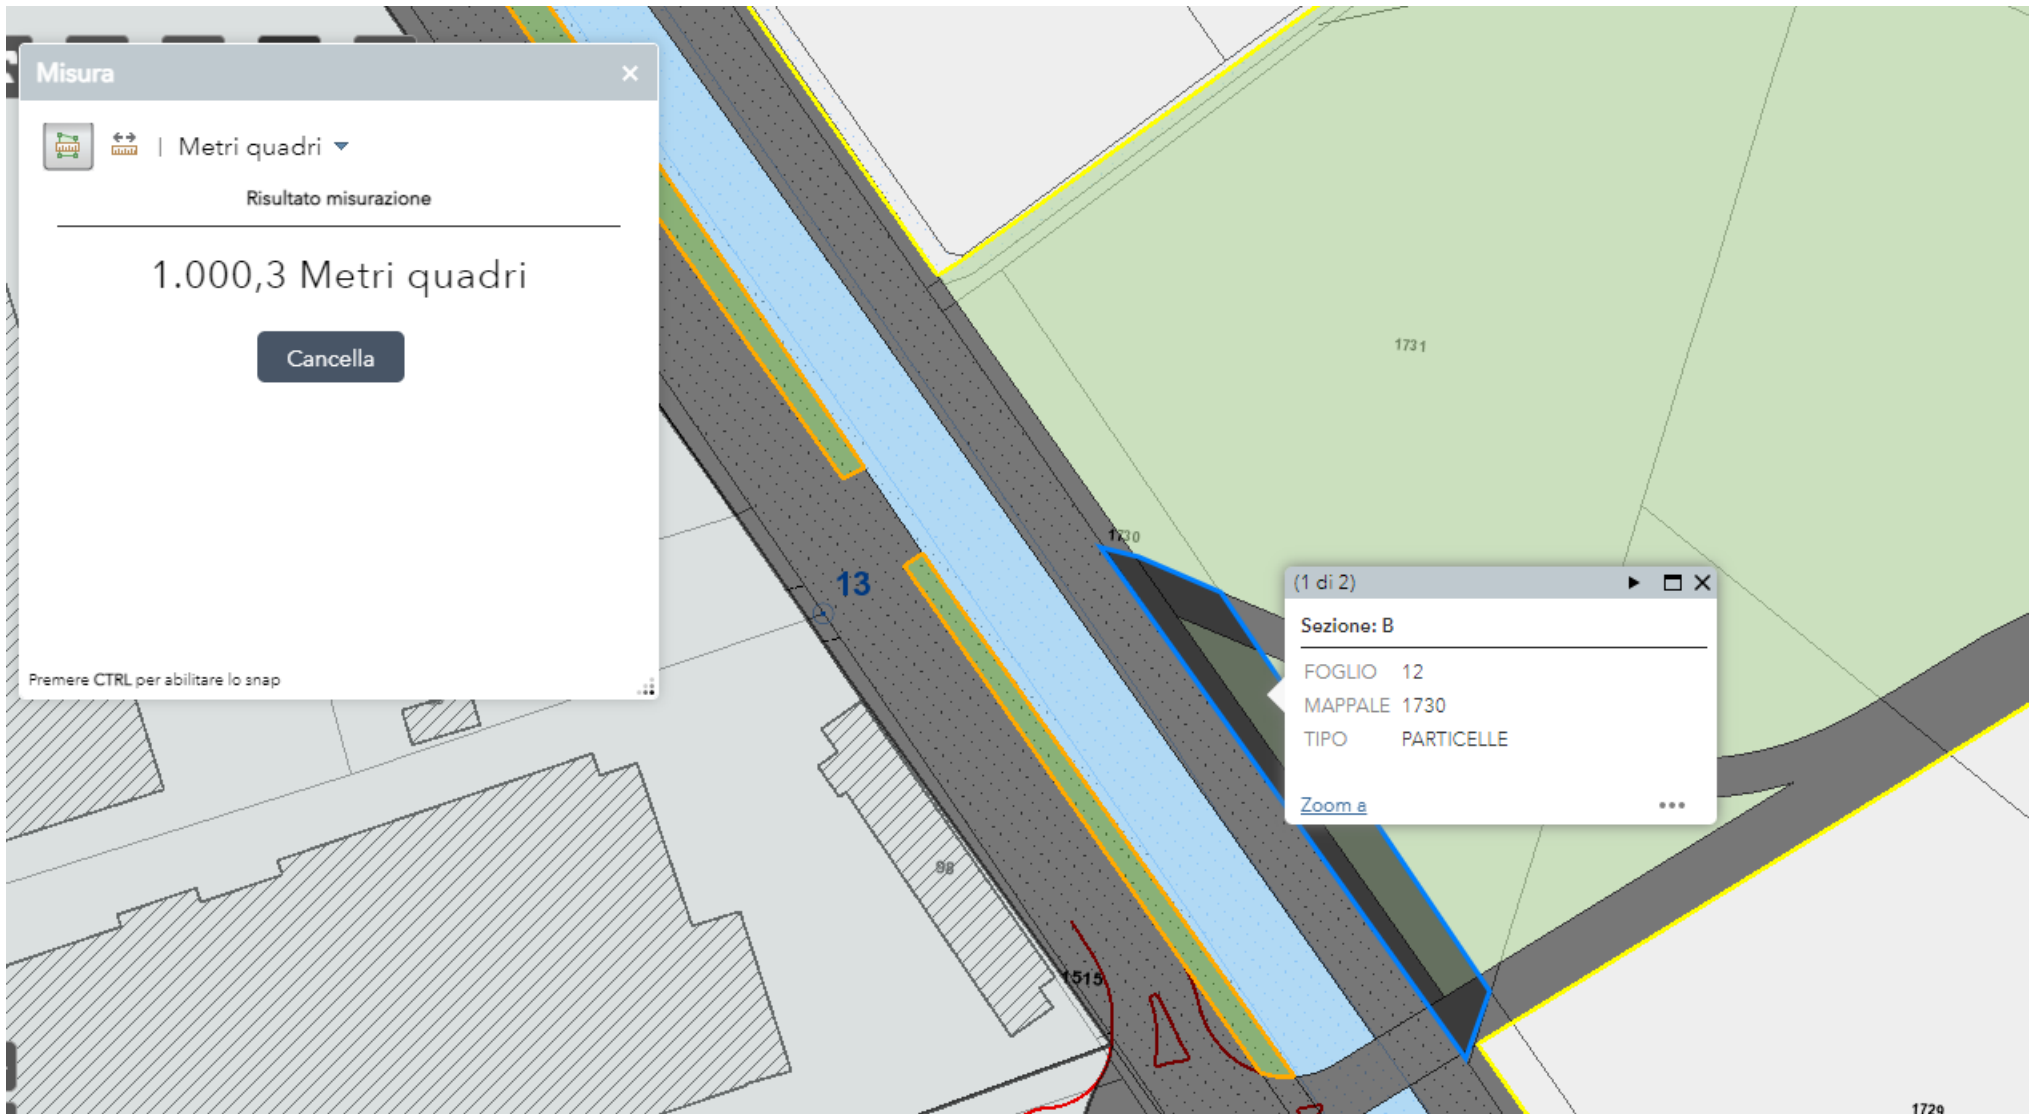 Misura
| Metri quadri
Risultato misurazione
1.000,3 Metri quadri
Cancella
Premere CTRL per abilitare lo snap
1731
1730
13
(1 di 2)
Sezione: B
FOGLIO 12
MAPPALE 1730
TIPO PARTICELLE
Zoom a
98
1515
1729